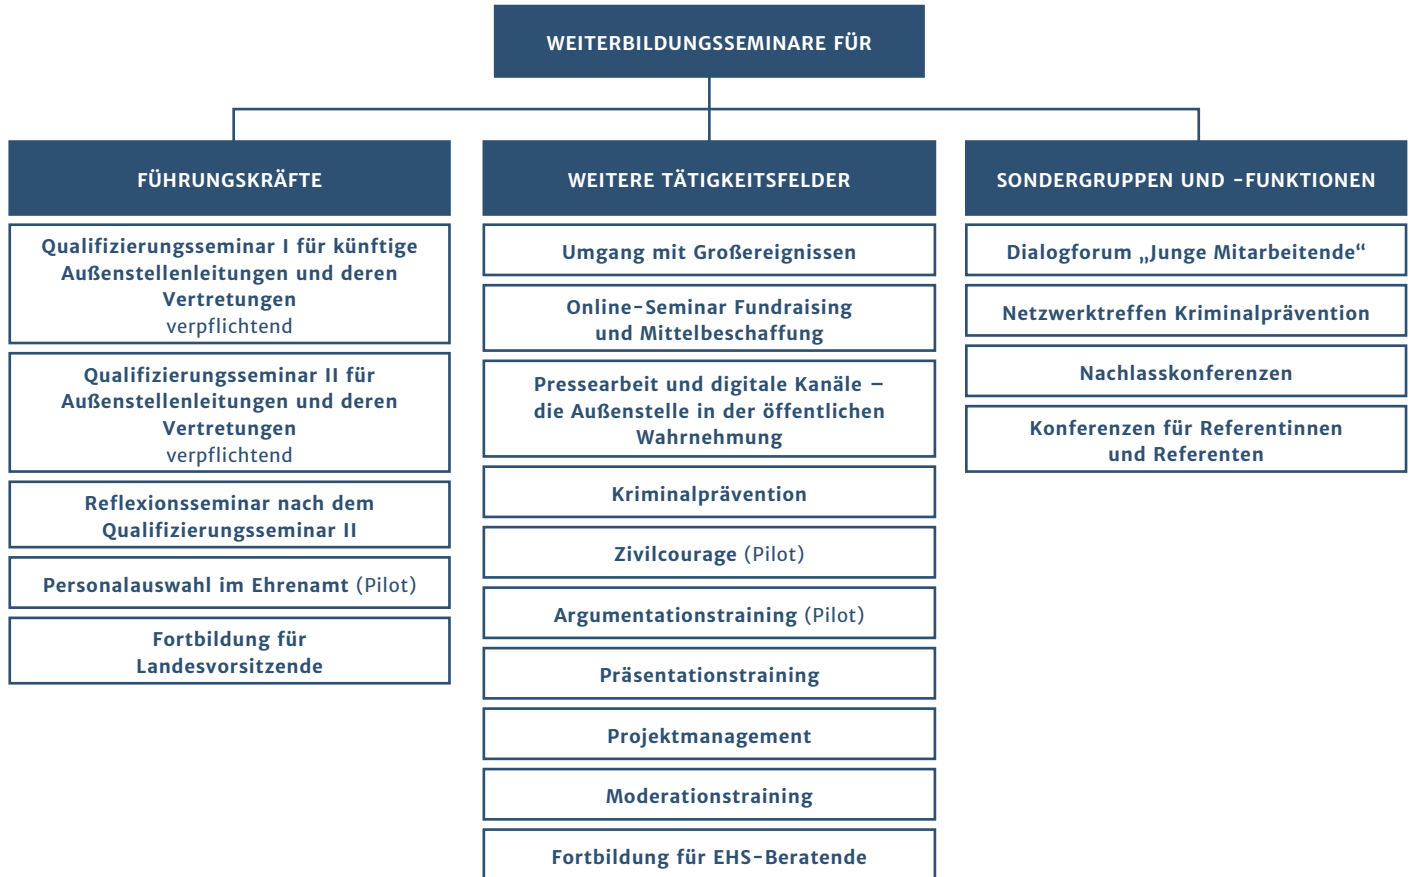 WEITERBILDUNGSSEMINARE FÜR
FÜHRUNGSKRÄFTE
Qualifizierungsseminar I für künftige
Außenstellenleitungen und deren
Vertretungen
verpflichtend
Qualifizierungsseminar II für
Außenstellenleitungen und deren
Vertretungen
verpflichtend
Reflexionsseminar nach dem
Qualifizierungsseminar II
Personalauswahl im Ehrenamt (Pilot)
Fortbildung für
Landesvorsitzende
WEITERE TÄTIGKEITSFELDER
Umgang mit Großereignissen
Online-Seminar Fundraising
und Mittelbeschaffung
Pressearbeit und digitale Kanäle –
die Außenstelle in der öffentlichen
Wahrnehmung
Kriminalprävention
Zivilcourage (Pilot)
Argumentationstraining (Pilot)
Präsentationstraining
Projektmanagement
Moderationstraining
Fortbildung für EHS-Beratende
SONDERGRUPPEN UND -FUNKTIONEN
Dialogforum „Junge Mitarbeitende“
Netzwerktreffen Kriminalprävention
Nachlasskonferenzen
Konferenzen für Referentinnen
und Referenten